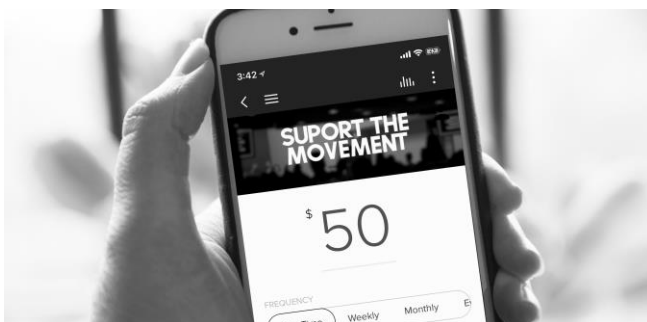 3:42
SUPORT THE
MOVEMENT
$ 50
FREQUENCY
Weekly Monthly